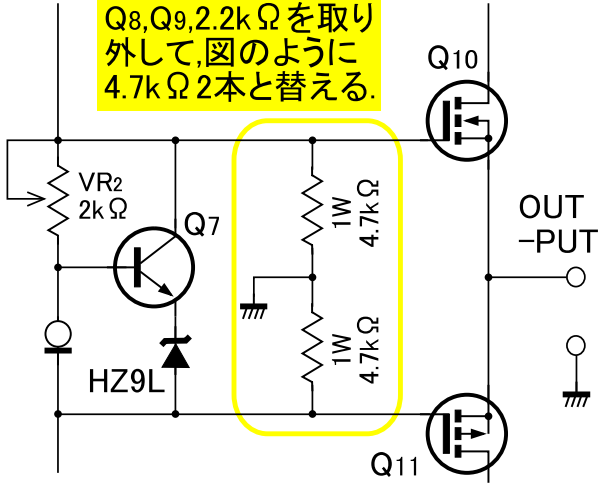 Q8,Q9,2.2kΩを取り
外して,図のように
4.7kΩ2本と替える.
Q10
VR2
2kΩ
Q7
1W
4.7kΩ
OUT
-PUT
1W
4.7kΩ
HZ9L
Q11